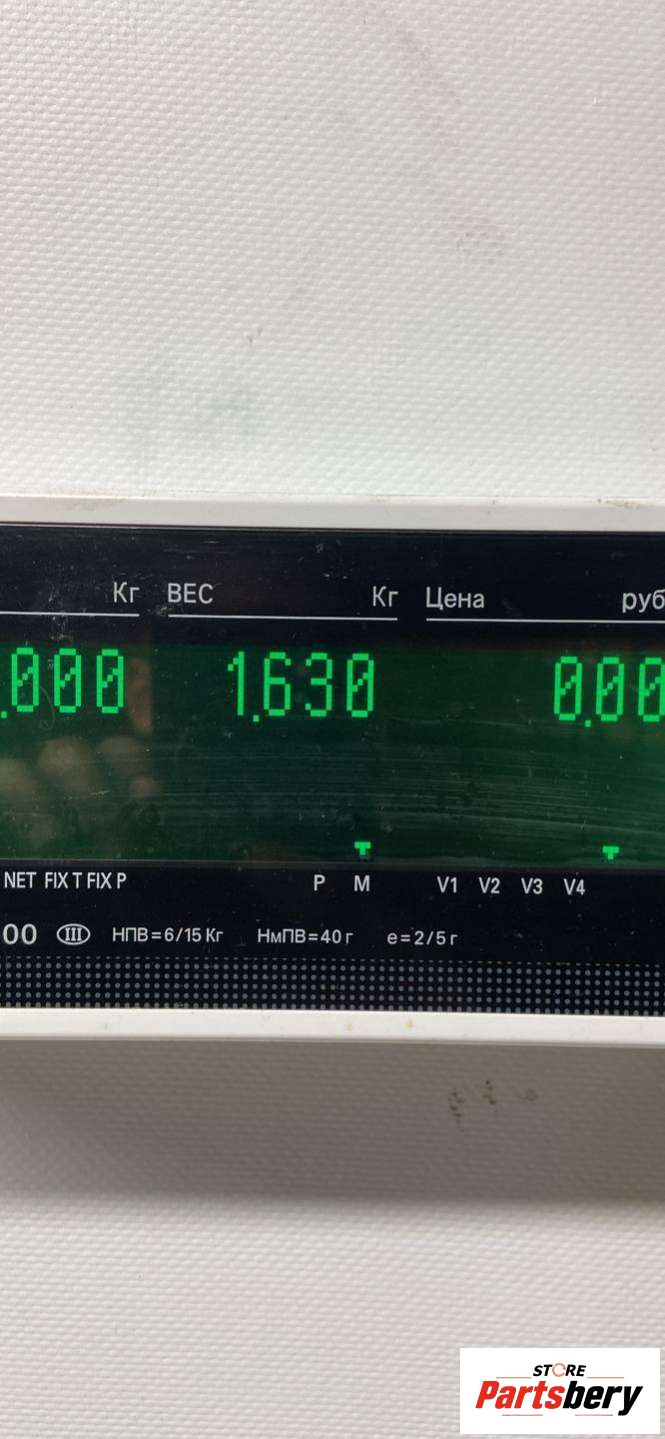 Кг ВЕС Кг Цена руб
.000 1.630 0.00
NET FIX T FIX P P M V1 V2 V3 V4
00 III НПВ=6/15 Кг НмПВ=40 г e=2/5 г
STORE
Partsbery